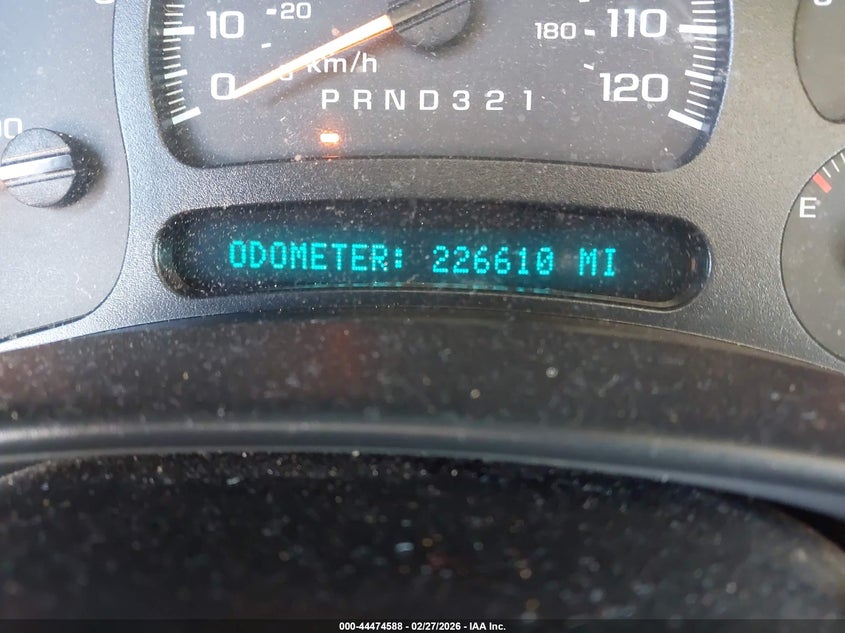 10 20 180 110
0 km/h 120
P R N D 3 2 1
E
ODOMETER: 226610 MI
000-44474588 - 02/27/2026 - IAA Inc.